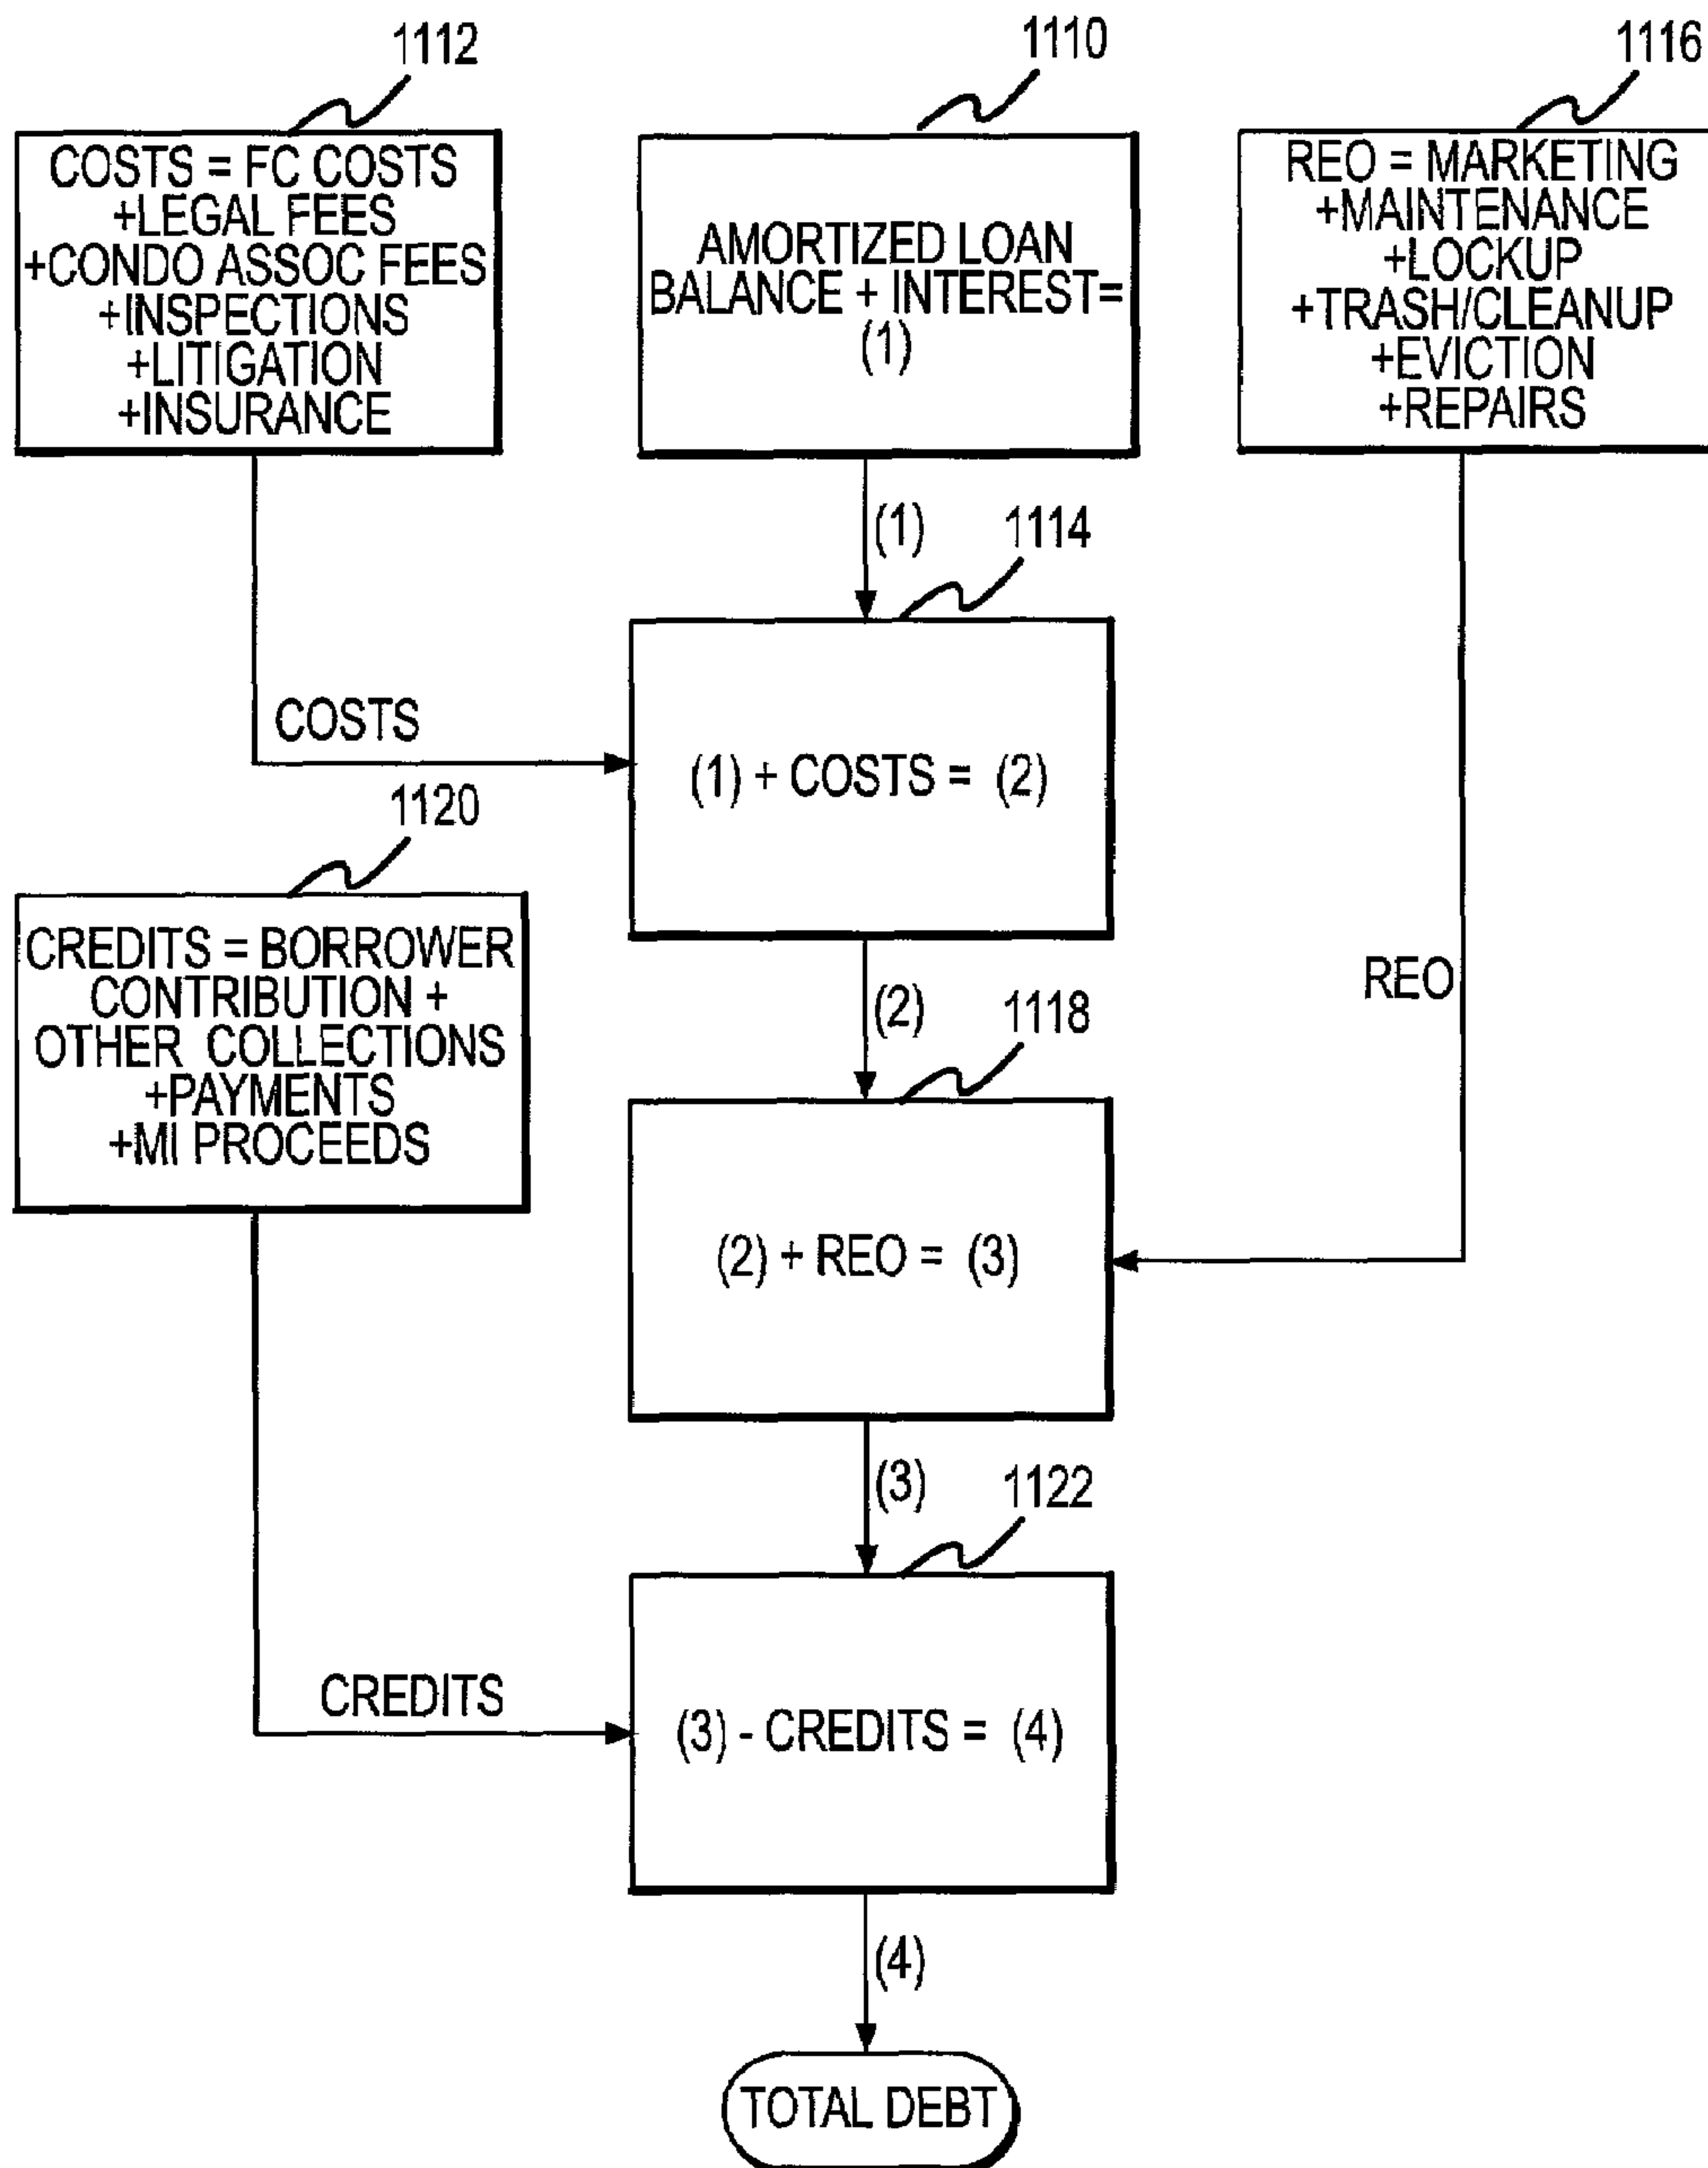 1112
COSTS = FC COSTS
+LEGAL FEES
+CONDO ASSOC FEES
+INSPECTIONS
+LITIGATION
+INSURANCE
1110
AMORTIZED LOAN
BALANCE + INTEREST=
(1)
1116
REO = MARKETING
+MAINTENANCE
+LOCKUP
+TRASH/CLEANUP
+EVICTION
+REPAIRS
(1)
1114
COSTS
(1) + COSTS = (2)
1120
CREDITS = BORROWER
CONTRIBUTION +
OTHER COLLECTIONS
+PAYMENTS
+MI PROCEEDS
(2)
1118
REO
(2) + REO = (3)
(3)
1122
CREDITS
(3) - CREDITS = (4)
(4)
TOTAL DEBT